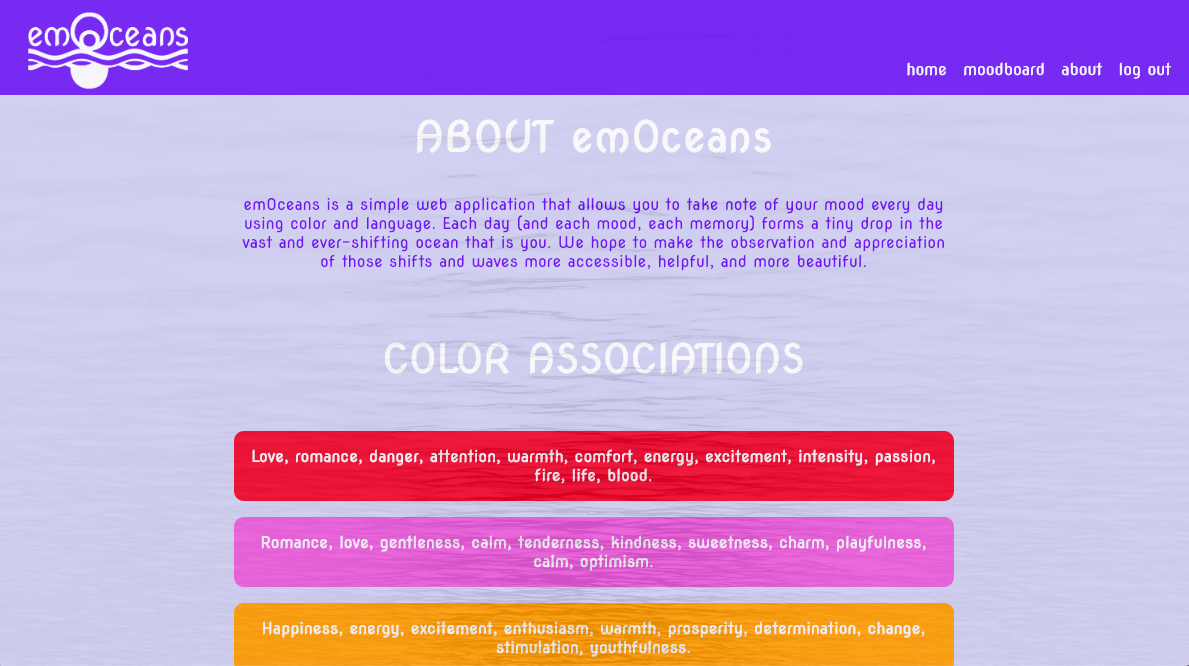 emOceans
home moodboard about log out
ABOUT emOceans
emOceans is a simple web application that allows you to take note of your mood every day
using color and language. Each day (and each mood, each memory) forms a tiny drop in the
vast and ever-shifting ocean that is you. We hope to make the observation and appreciation
of those shifts and waves more accessible, helpful, and more beautiful.
COLOR ASSOCIATIONS
Love, romance, danger, attention, warmth, comfort, energy, excitement, intensity, passion,
fire, life, blood.
Romance, love, gentleness, calm, tenderness, kindness, sweetness, charm, playfulness,
calm, optimism.
Happiness, energy, excitement, enthusiasm, warmth, prosperity, determination, change,
stimulation, youthfulness.